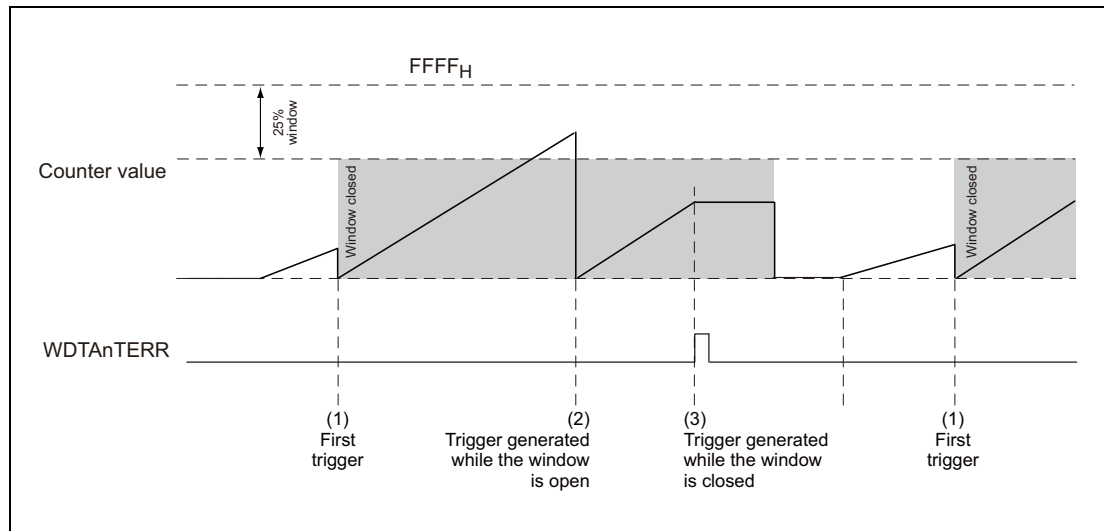 FFFFH
25%
window
Counter value
Window closed
Window closed
WDTAnTERR
(1)
First
trigger
(2)
Trigger generated
while the window
is open
(3)
Trigger generated
while the window
is closed
(1)
First
trigger